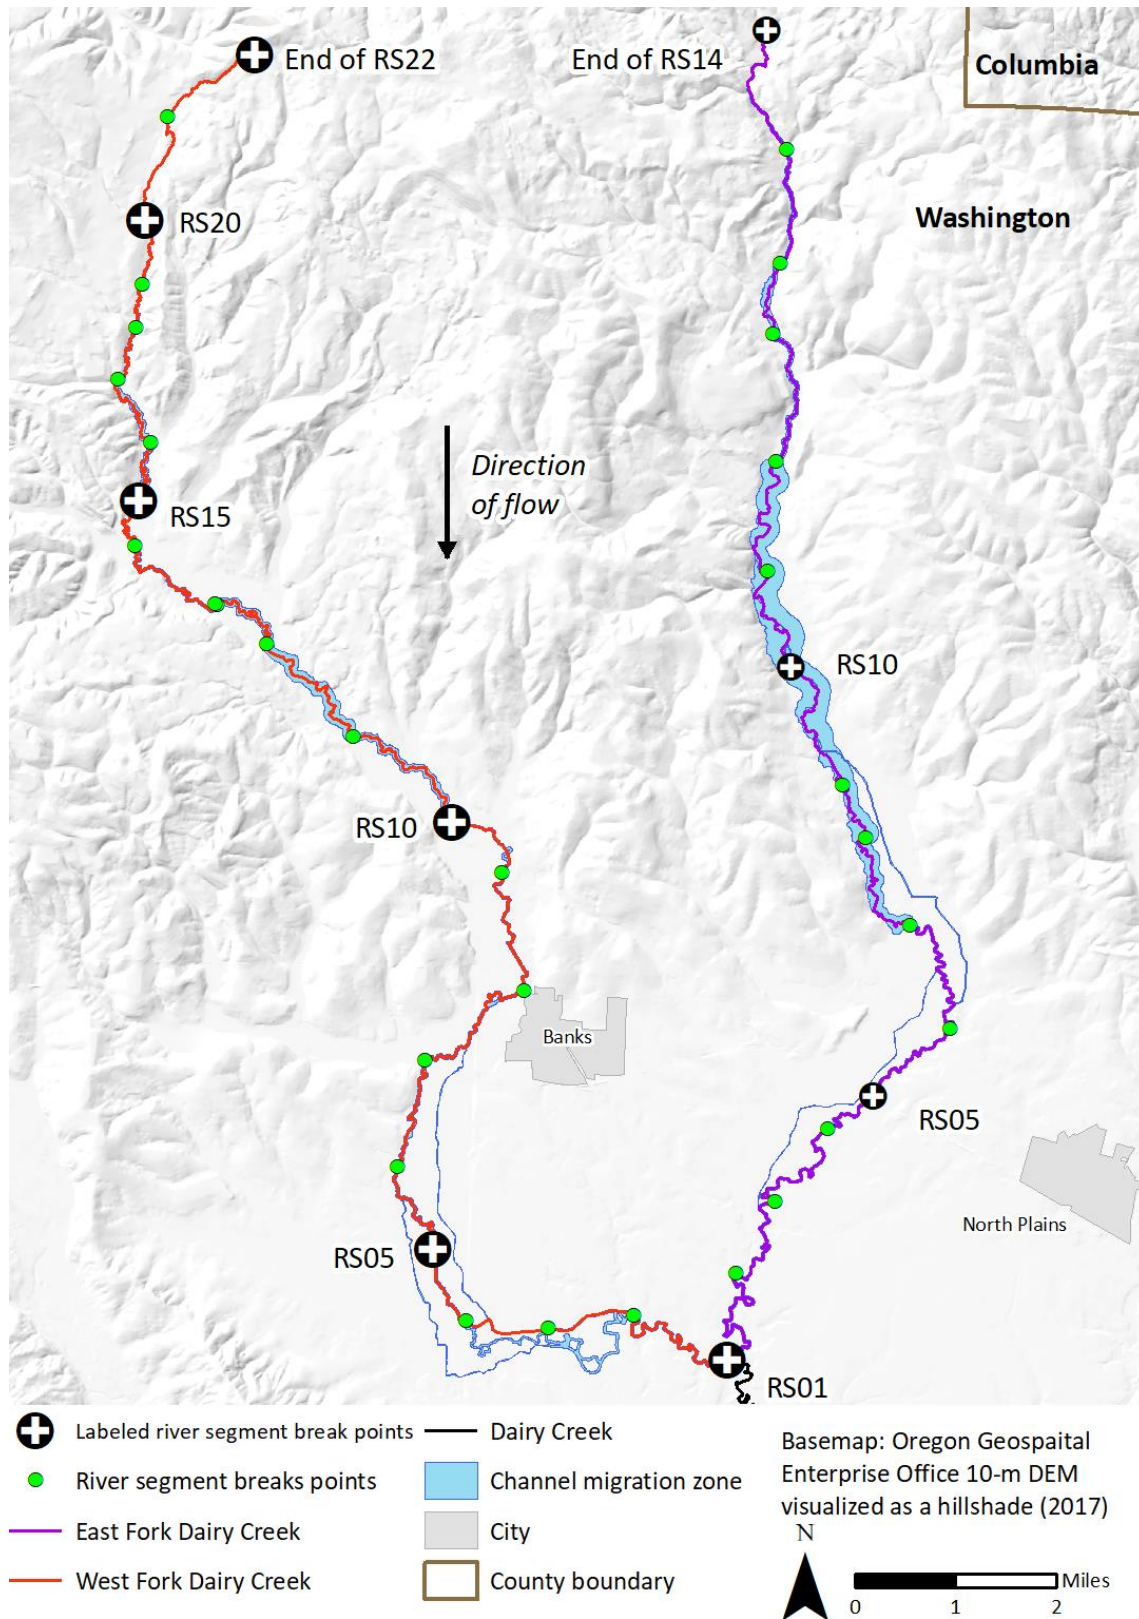 End of RS22
End of RS14
Columbia
RS20
Washington
Direction
of flow
RS15
RS10
RS10
Banks
RS05
RS05
North Plains
RS01
Labeled river segment break points
River segment breaks points
East Fork Dairy Creek
West Fork Dairy Creek
Dairy Creek
Channel migration zone
City
County boundary
Basemap: Oregon Geospaital
Enterprise Office 10-m DEM
visualized as a hillshade (2017)
N
Miles
0 1 2